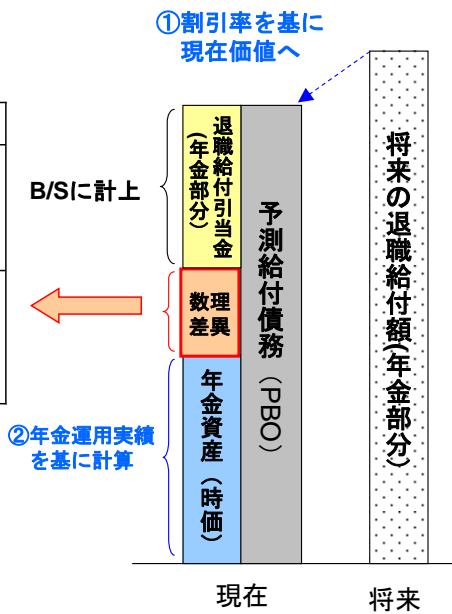 ①割引率を基に
現在価値へ
B/Sに計上
退職給付引当金
(年金部分)
数理
差異
年金資産(時価)
予測給付債務(PBO)
将来の退職給付額(年金部分)
②年金運用実績
を基に計算
現在
将来